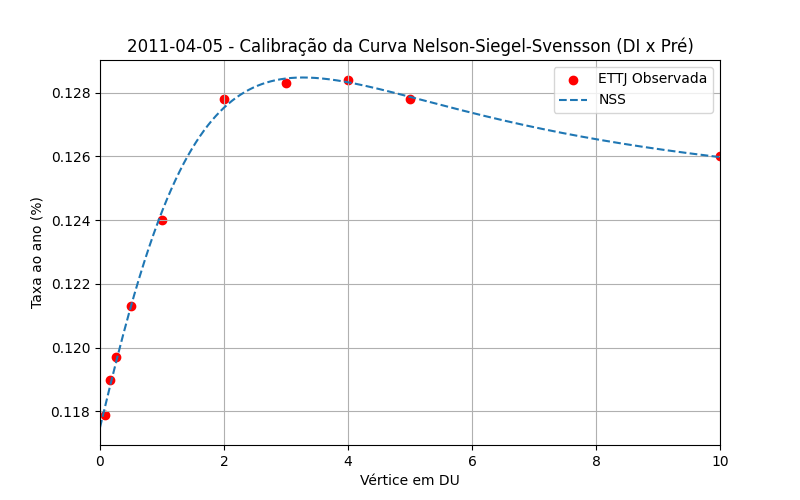 2011-04-05 - Calibração da Curva Nelson-Siegel-Svensson (DI x Pré)
ETTJ Observada
NSS
Taxa ao ano (%)
0.128
0.126
0.124
0.122
0.120
0.118
0 2 4 6 8 10
Vértice em DU